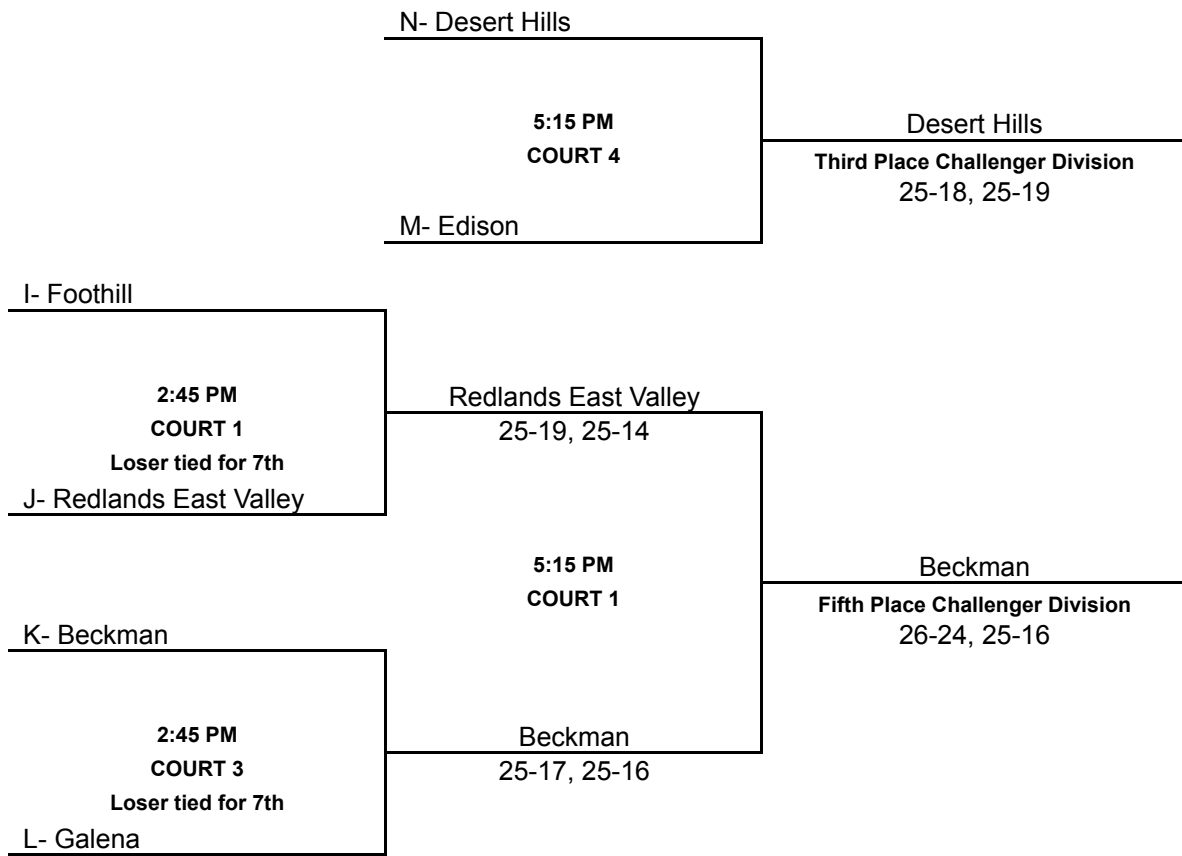 N- Desert Hills
5:15 PM
COURT 4
Desert Hills
Third Place Challenger Division
25-18, 25-19
M- Edison
I- Foothill
2:45 PM
COURT 1
Loser tied for 7th
Redlands East Valley
25-19, 25-14
J- Redlands East Valley
5:15 PM
COURT 1
Beckman
Fifth Place Challenger Division
26-24, 25-16
K- Beckman
2:45 PM
COURT 3
Loser tied for 7th
Beckman
25-17, 25-16
L- Galena